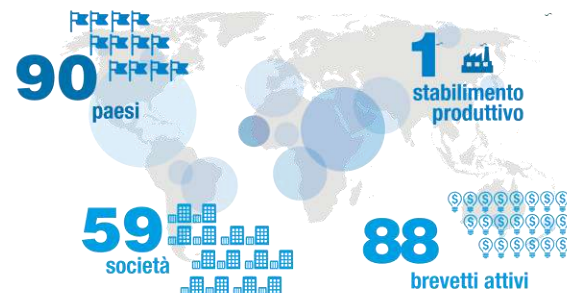 90
paesi
1
stabilimento
produttivo
59
società
88
brevetti attivi